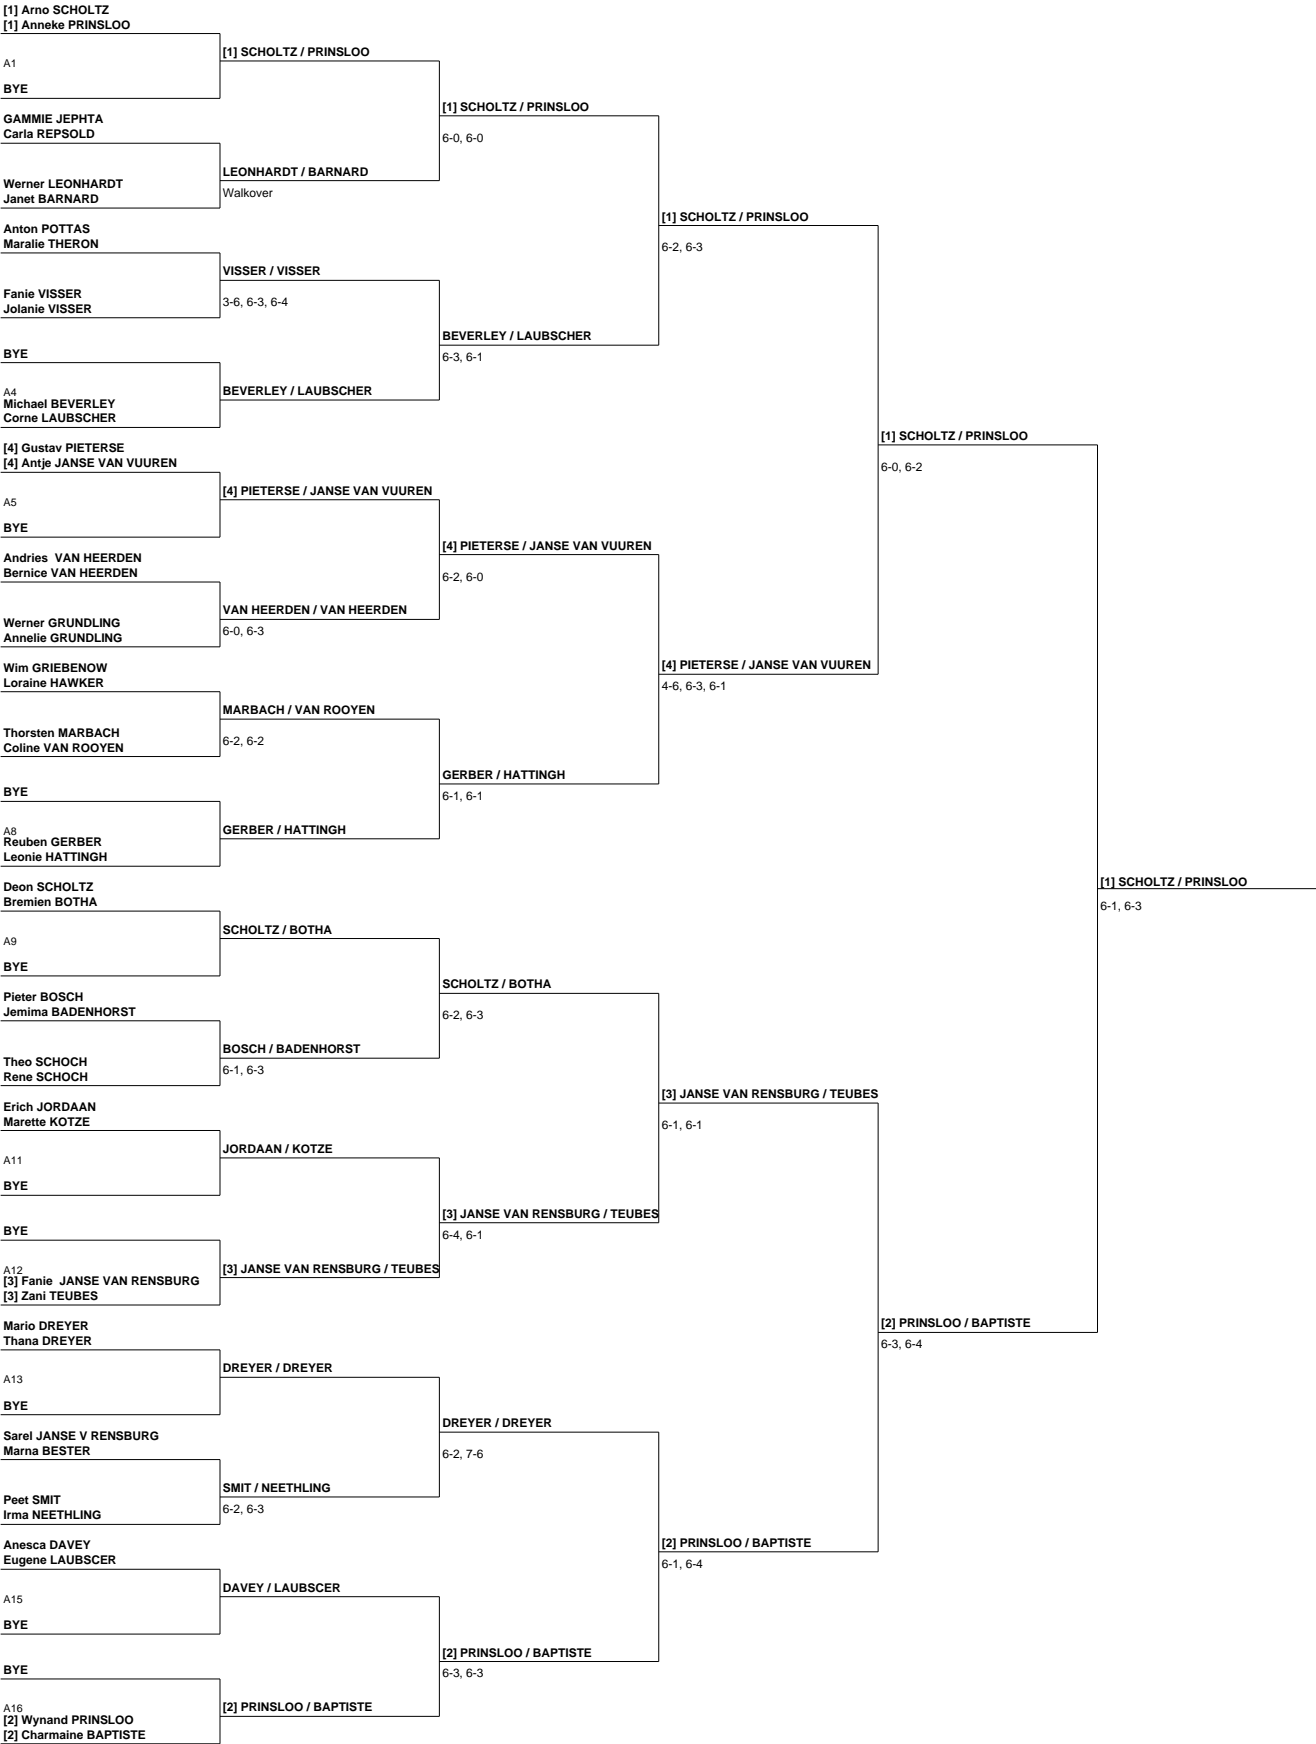 [1] Arno SCHOLTZ
[1] Anneke PRINSLOO
A1
BYE
GAMMIE JEPHTA
Carla REPSOLD
Werner LEONHARDT
Janet BARNARD
Anton POTTAS
Maralie THERON
Fanie VISSER
Jolanie VISSER
BYE
A4
Michael BEVERLEY
Corne LAUBSCHER
[4] Gustav PIETERSE
[4] Antje JANSE VAN VUUREN
A5
BYE
Andries  VAN HEERDEN
Bernice VAN HEERDEN
Werner GRUNDLING
Annelie GRUNDLING
Wim GRIEBENOW
Loraine HAWKER
Thorsten MARBACH
Coline VAN ROOYEN
BYE
A8
Reuben GERBER
Leonie HATTINGH
Deon SCHOLTZ
Bremien BOTHA
A9
BYE
Pieter BOSCH
Jemima BADENHORST
Theo SCHOCH
Rene SCHOCH
Erich JORDAAN
Marette KOTZE
A11
BYE
BYE
A12
[3] Fanie  JANSE VAN RENSBURG
[3] Zani TEUBES
Mario DREYER
Thana DREYER
A13
BYE
Sarel JANSE V RENSBURG
Marna BESTER
Peet SMIT
Irma NEETHLING
Anesca DAVEY
Eugene LAUBSCER
A15
BYE
BYE
A16
[2] Wynand PRINSLOO
[2] Charmaine BAPTISTE
[1] SCHOLTZ / PRINSLOO
LEONHARDT / BARNARD
Walkover
VISSER / VISSER
3-6, 6-3, 6-4
BEVERLEY / LAUBSCHER
[4] PIETERSE / JANSE VAN VUUREN
VAN HEERDEN / VAN HEERDEN
6-0, 6-3
MARBACH / VAN ROOYEN
6-2, 6-2
GERBER / HATTINGH
SCHOLTZ / BOTHA
BOSCH / BADENHORST
6-1, 6-3
JORDAAN / KOTZE
[3] JANSE VAN RENSBURG / TEUBES
DREYER / DREYER
SMIT / NEETHLING
6-2, 6-3
DAVEY / LAUBSCER
[2] PRINSLOO / BAPTISTE
[1] SCHOLTZ / PRINSLOO
6-0, 6-0
BEVERLEY / LAUBSCHER
6-3, 6-1
[4] PIETERSE / JANSE VAN VUUREN
6-2, 6-0
GERBER / HATTINGH
6-1, 6-1
SCHOLTZ / BOTHA
6-2, 6-3
[3] JANSE VAN RENSBURG / TEUBES
6-4, 6-1
DREYER / DREYER
6-2, 7-6
[2] PRINSLOO / BAPTISTE
6-3, 6-3
[1] SCHOLTZ / PRINSLOO
6-2, 6-3
[4] PIETERSE / JANSE VAN VUUREN
4-6, 6-3, 6-1
[3] JANSE VAN RENSBURG / TEUBES
6-1, 6-1
[2] PRINSLOO / BAPTISTE
6-1, 6-4
[1] SCHOLTZ / PRINSLOO
6-0, 6-2
[2] PRINSLOO / BAPTISTE
6-3, 6-4
[1] SCHOLTZ / PRINSLOO
6-1, 6-3